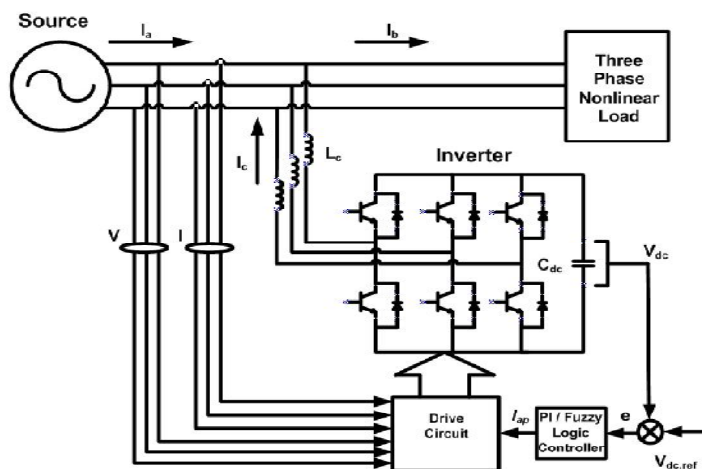 Source
Ia
Ib
Three
Phase
Nonlinear
Load
Ic
Lc
Inverter
V
I
Cdc
Vdc
Drive
Circuit
Iap
PI / Fuzzy
Logic
Controller
e
Vdc.ref